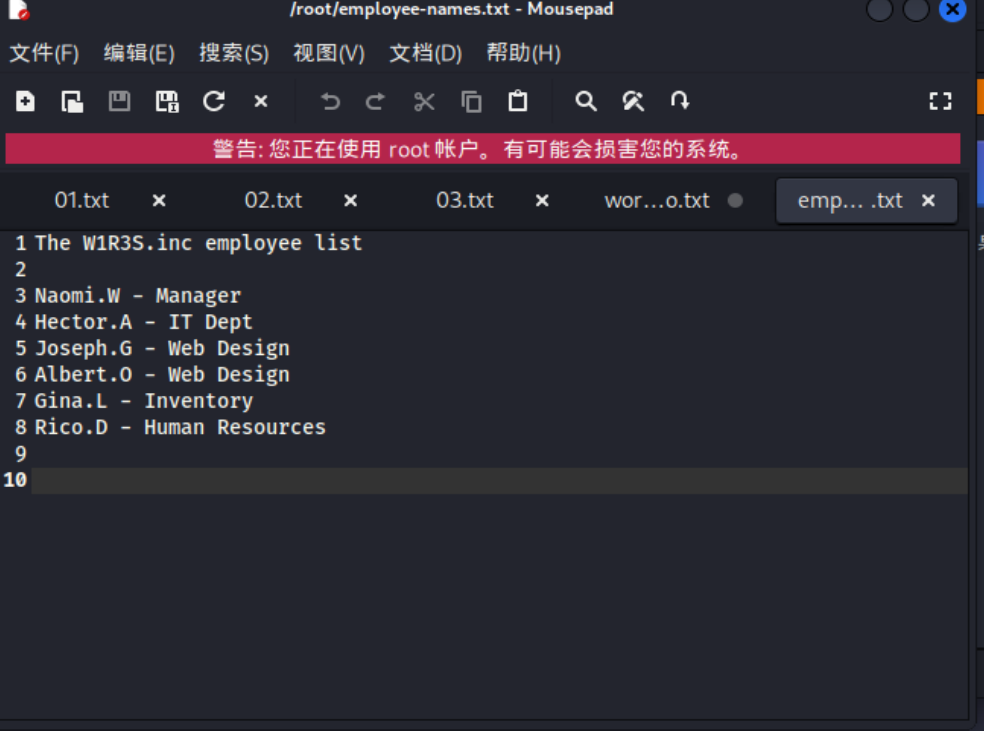 /root/employee-names.txt - Mousepad
文件(F) 编辑(E) 搜索(S) 视图(V) 文档(D) 帮助(H)
警告: 您正在使用 root 帐户。有可能会损害您的系统。
01.txt 02.txt 03.txt wor...o.txt emp... .txt
1 The W1R3S.inc employee list
2
3 Naomi.W - Manager
4 Hector.A - IT Dept
5 Joseph.G - Web Design
6 Albert.O - Web Design
7 Gina.L - Inventory
8 Rico.D - Human Resources
9
10